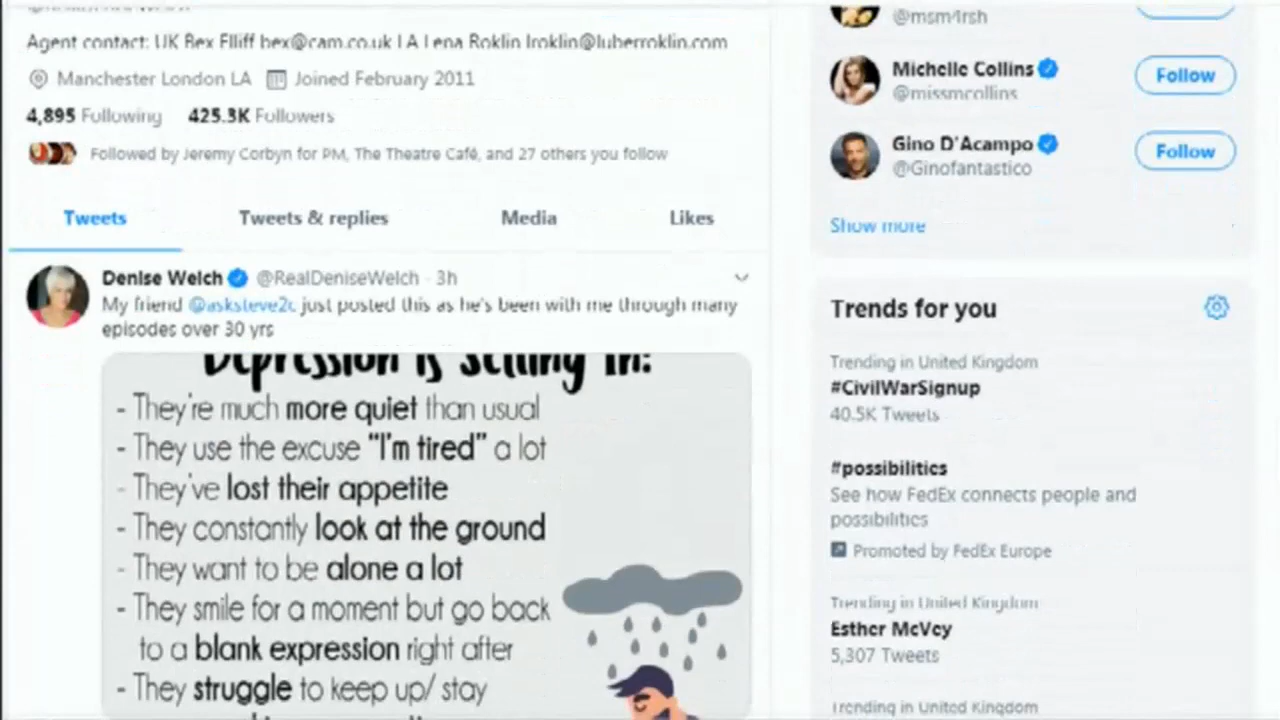 Agent contact: UK Bex Elliff bex@cam.co.uk LA Lena Roklin lroklin@luberroklin.com
Manchester London LA Joined February 2011
4,895 Following 425.3K Followers
Followed by Jeremy Corbyn for PM, The Theatre Café, and 27 others you follow
Tweets Tweets & replies Media Likes
Denise Welch @RealDeniseWelch · 3h
My friend @asksteve2c just posted this as he's been with me through many
episodes over 30 yrs
Depression is setting in:
- They're much more quiet than usual
- They use the excuse "I'm tired" a lot
- They've lost their appetite
- They constantly look at the ground
- They want to be alone a lot
- They smile for a moment but go back
to a blank expression right after
- They struggle to keep up/ stay
@msm4rsh
Michelle Collins Follow
@missmcollins
Gino D'Acampo Follow
@Ginofantastico
Show more
Trends for you
Trending in United Kingdom
#CivilWarSignup
40.5K Tweets
#possibilities
See how FedEx connects people and
possibilities
Promoted by FedEx Europe
Trending in United Kingdom
Esther McVey
5,307 Tweets
Trending in United Kingdom